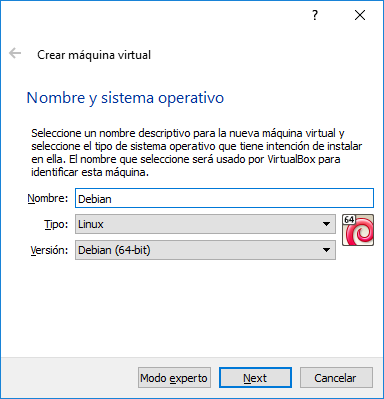 ?
Crear máquina virtual
Nombre y sistema operativo
Seleccione un nombre descriptivo para la nueva máquina virtual y
seleccione el tipo de sistema operativo que tiene intención de instalar
en ella. El nombre que seleccione será usado por VirtualBox para
identificar esta máquina.
Nombre: Debian
Tipo: Linux
64
Versión: Debian (64-bit)
Modo experto Next Cancelar